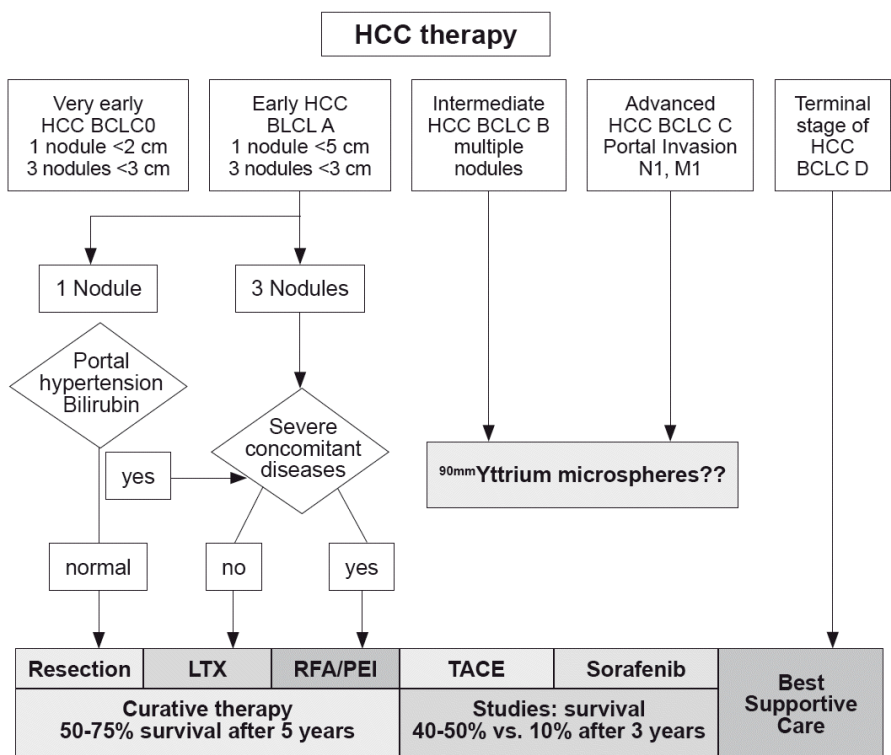 HCC therapy
Very early
HCC BCLC0
1 nodule <2 cm
3 nodules <3 cm
Early HCC
BLCL A
1 nodule <5 cm
3 nodules <3 cm
Intermediate
HCC BCLC B
multiple
nodules
Advanced
HCC BCLC C
Portal Invasion
N1, M1
Terminal
stage of
HCC
BCLC D
1 Nodule
3 Nodules
Portal
hypertension
Bilirubin
Severe
concomitant
diseases
yes
90mmYttrium microspheres??
normal
no
yes
Resection
LTX
RFA/PEI
TACE
Sorafenib
Best
Supportive
Care
Curative therapy
50-75% survival after 5 years
Studies: survival
40-50% vs. 10% after 3 years